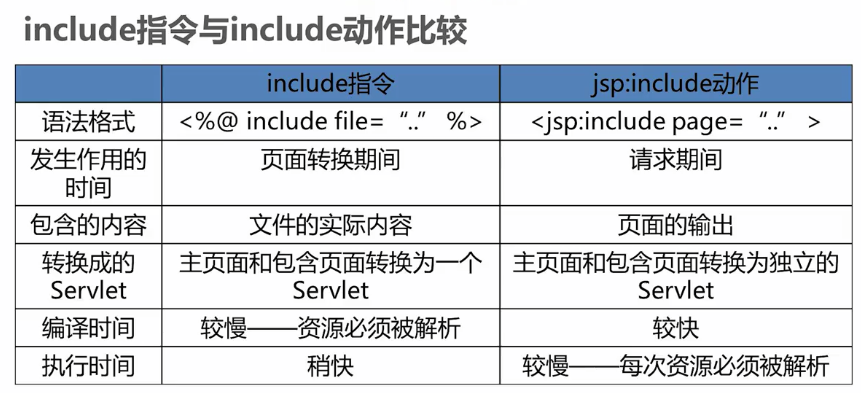 include指令与include动作比较
include指令 jsp:include动作
语法格式 <%@ include file=“..” %> <jsp:include page=“..” >
发生作用的时间 页面转换期间 请求期间
包含的内容 文件的实际内容 页面的输出
转换成的Servlet 主页面和包含页面转换为一个Servlet 主页面和包含页面转换为独立的Servlet
编译时间 较慢——资源必须被解析 较快
执行时间 稍快 较慢——每次资源必须被解析